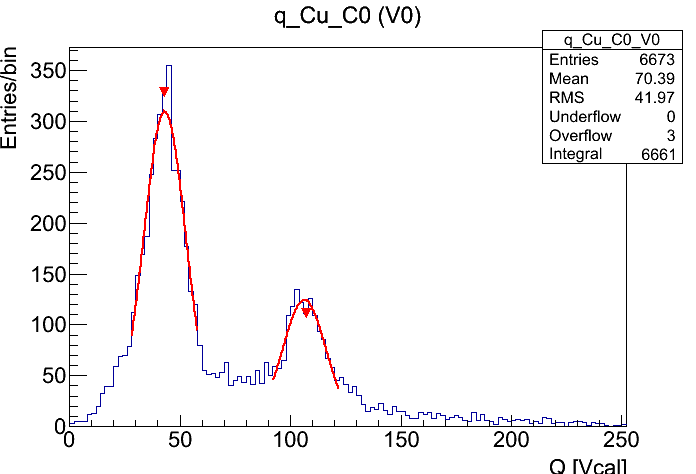 q_Cu_C0 (V0)
q_Cu_C0_V0
Entries 6673
Mean 70.39
RMS 41.97
Underflow 0
Overflow 3
Integral 6661
Entries/bin
350
300
250
200
150
100
50
0
0 50 100 150 200 250
Q [Vcal]